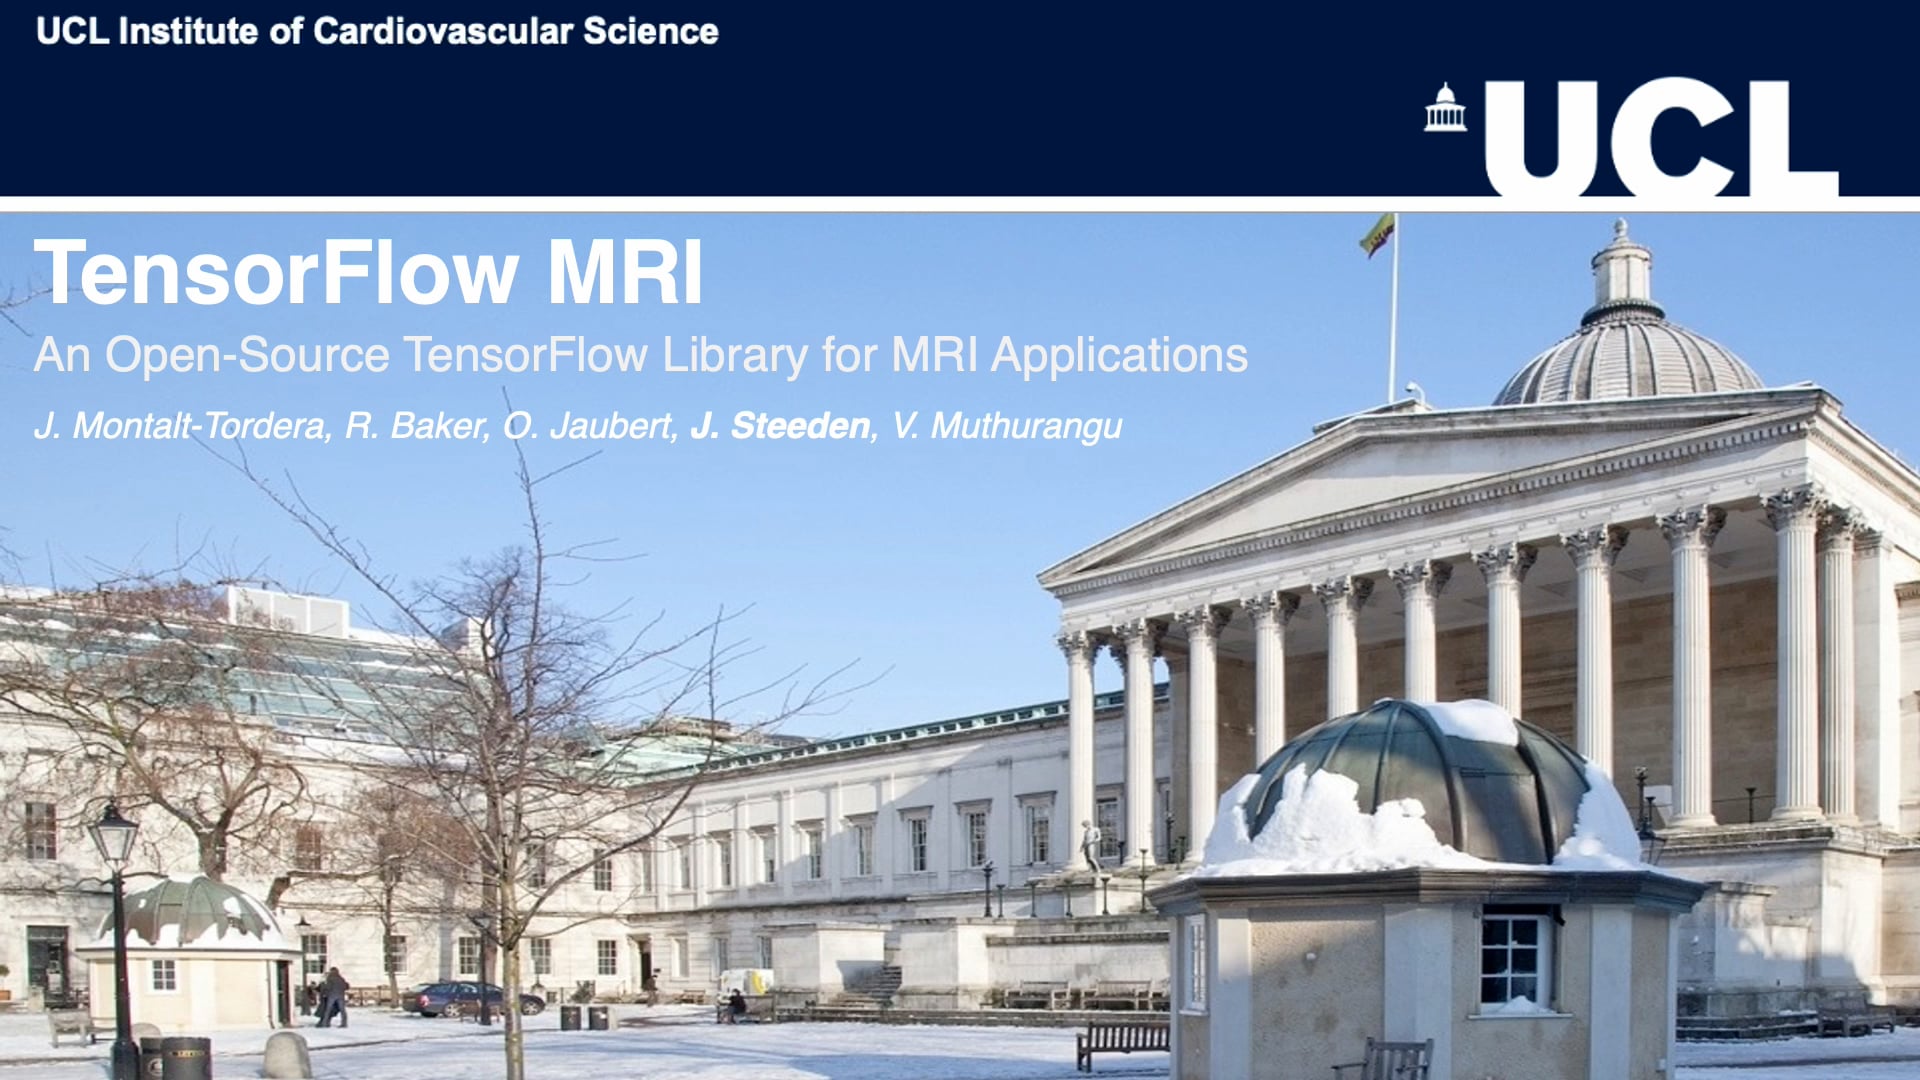 UCL Institute of Cardiovascular Science
UCL
TensorFlow MRI
An Open-Source TensorFlow Library for MRI Applications
J. Montalt-Tordera, R. Baker, O. Jaubert, J. Steeden, V. Muthurangu